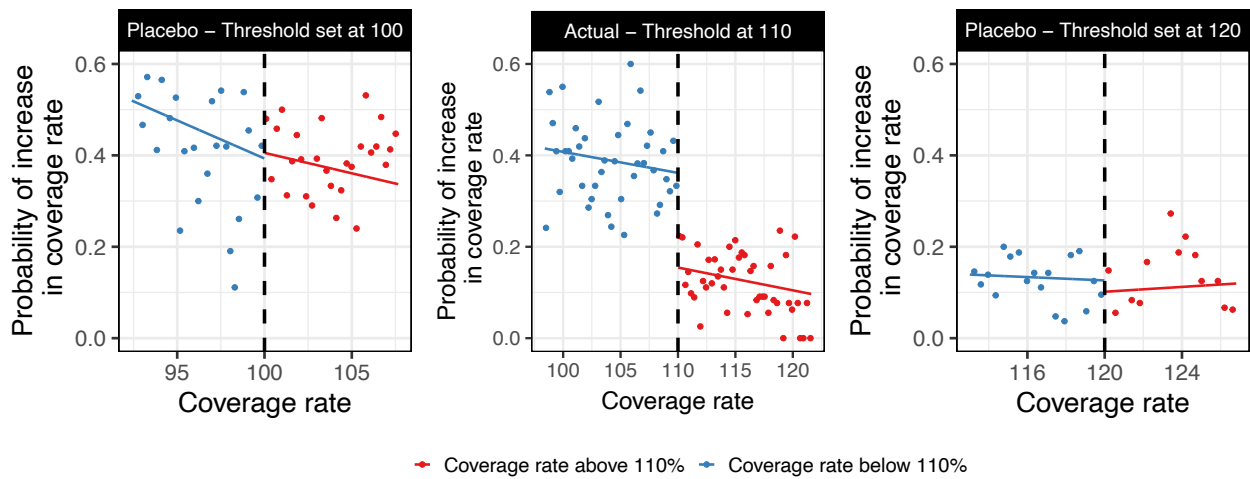 Placebo − Threshold set at 100
Probability of increase
in coverage rate
0.6
0.4
0.2
0.0
95 100 105
Coverage rate
Actual − Threshold at 110
Probability of increase
in coverage rate
0.6
0.4
0.2
0.0
100 105 110 115 120
Coverage rate
Placebo − Threshold set at 120
Probability of increase
in coverage rate
0.6
0.4
0.2
0.0
116 120 124
Coverage rate
Coverage rate above 110% Coverage rate below 110%